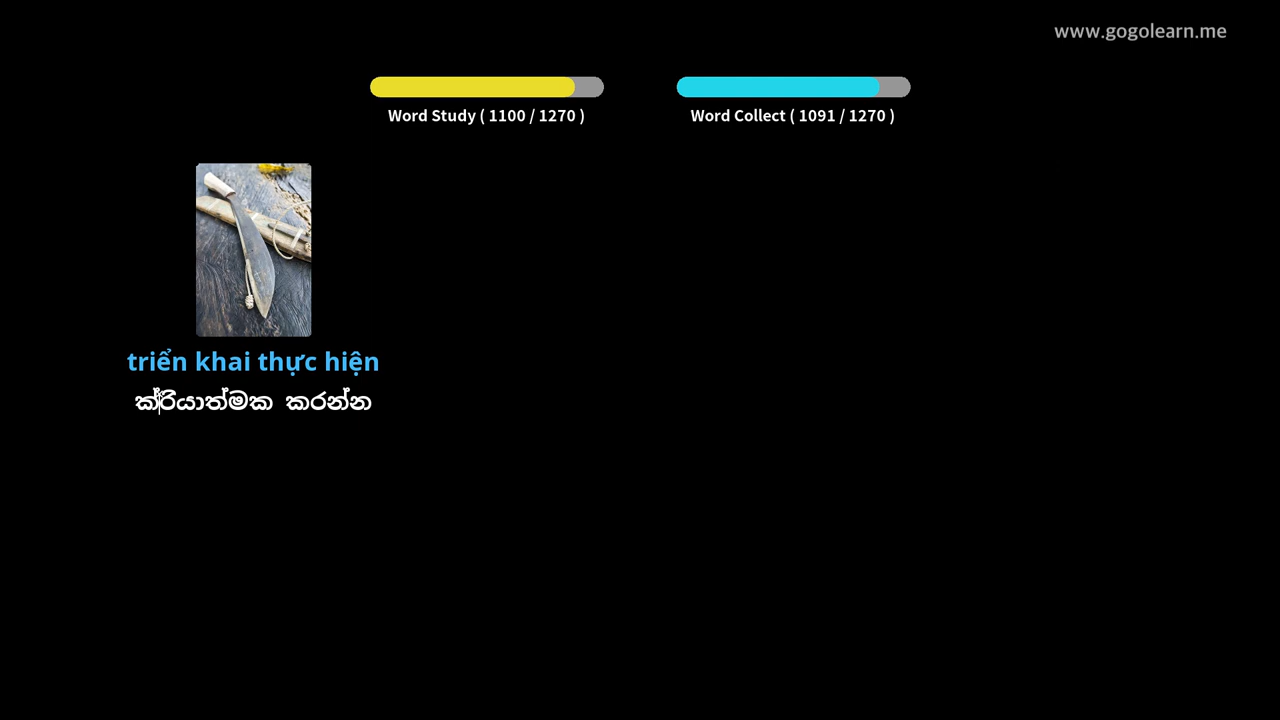 www.gogolearn.me
Word Study ( 1100 / 1270 )
Word Collect ( 1091 / 1270 )
triển khai thực hiện
ක්‍රියාත්මක කරන්න